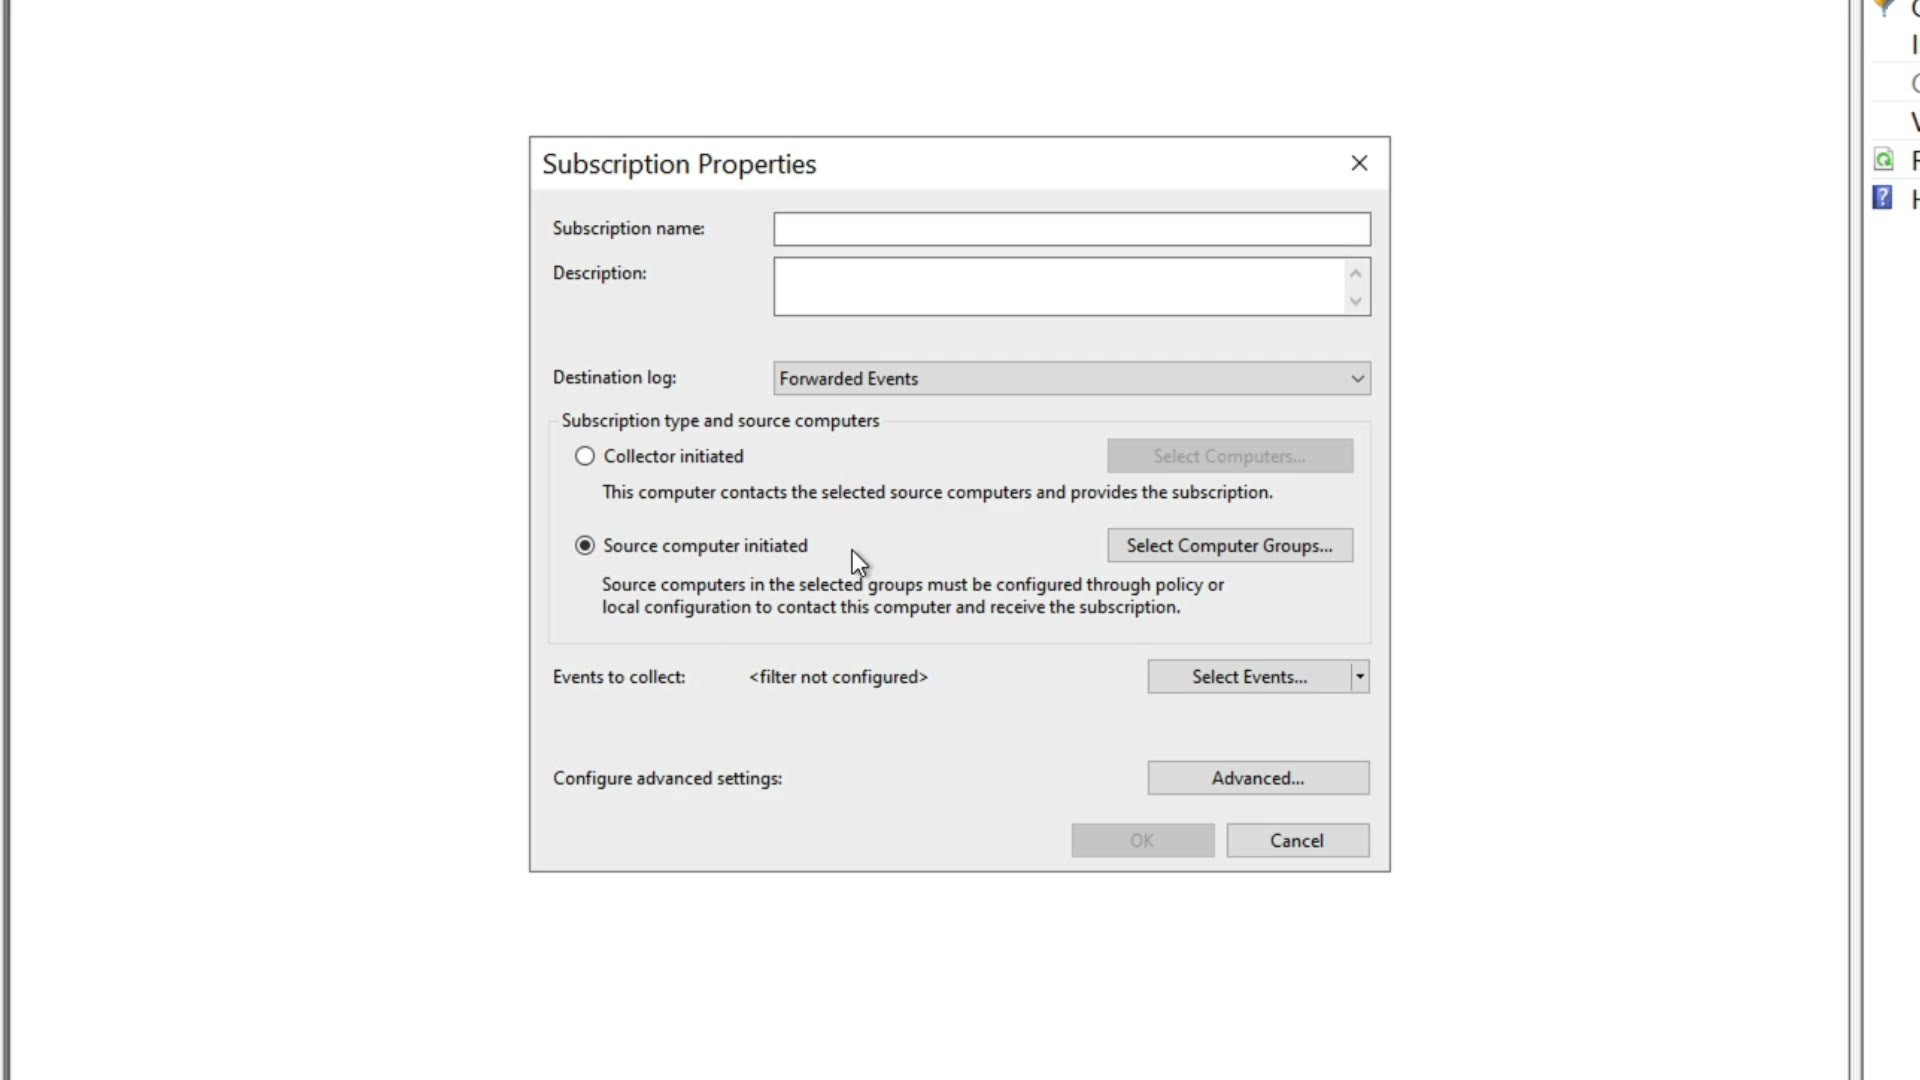 Subscription Properties
Subscription name:
Description:
Destination log:
Forwarded Events
Subscription type and source computers
Collector initiated
Select Computers...
This computer contacts the selected source computers and provides the subscription.
Source computer initiated
Select Computer Groups...
Source computers in the selected groups must be configured through policy or
local configuration to contact this computer and receive the subscription.
Events to collect:
<filter not configured>
Select Events...
Configure advanced settings:
Advanced...
OK
Cancel